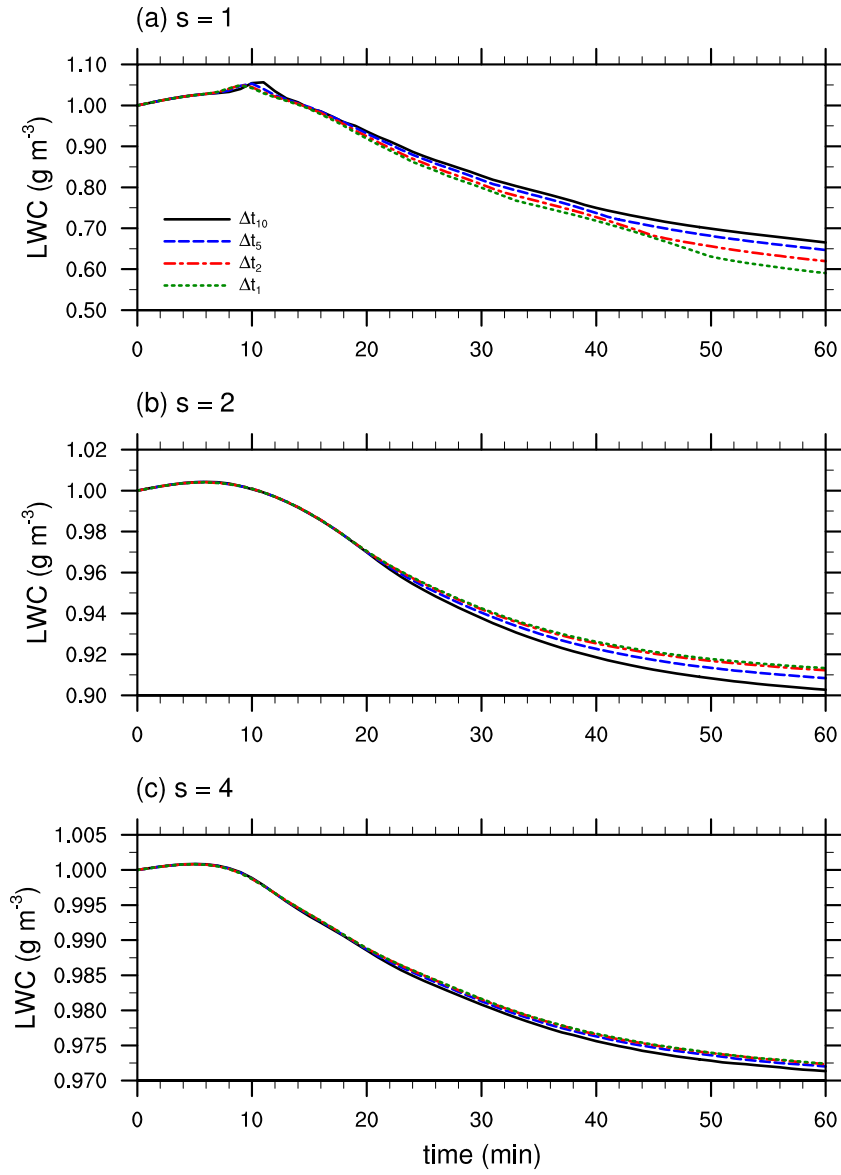 (a) s = 1
LWC (g m⁻³)
1.10
1.00
0.90
0.80
0.70
0.60
0.50
Δt₁₀
Δt₅
Δt₂
Δt₁
0 10 20 30 40 50 60
(b) s = 2
LWC (g m⁻³)
1.02
1.00
0.98
0.96
0.94
0.92
0.90
0 10 20 30 40 50 60
(c) s = 4
LWC (g m⁻³)
1.005
1.000
0.995
0.990
0.985
0.980
0.975
0.970
0 10 20 30 40 50 60
time (min)